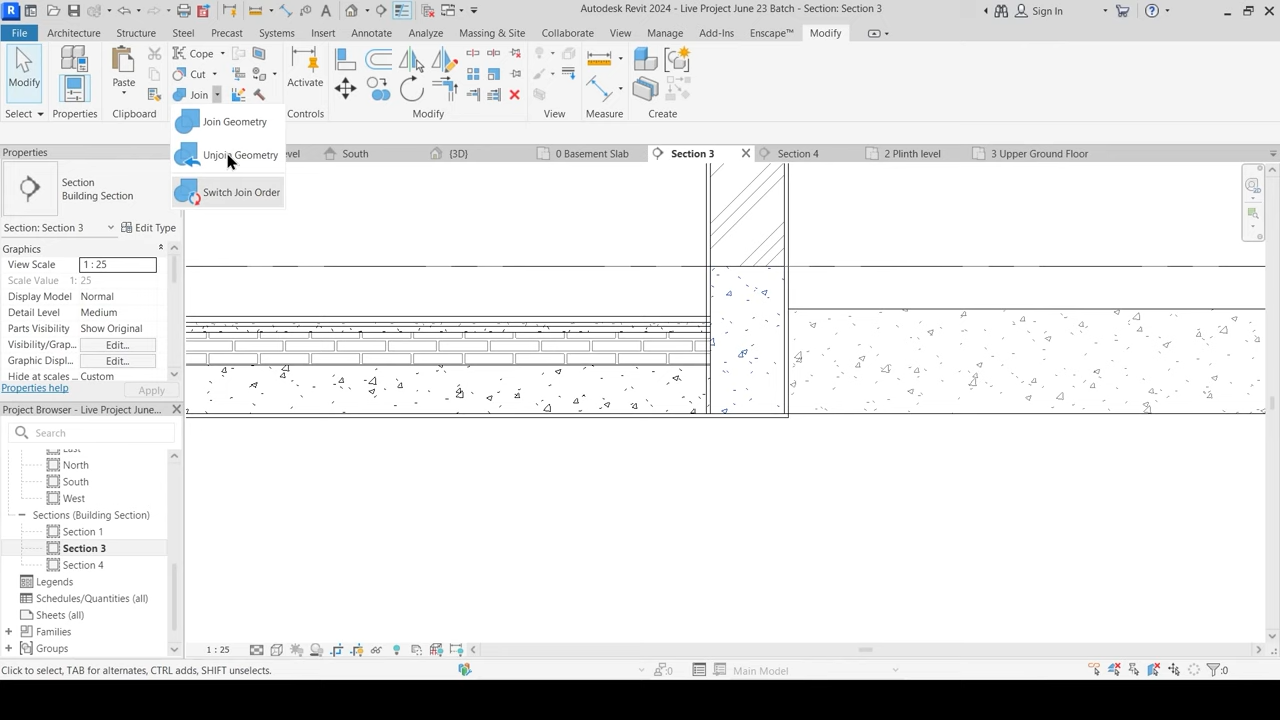 Autodesk Revit 2024 - Live Project June 23 Batch - Section: Section 3
Sign In
File Architecture Structure Steel Precast Systems Insert Annotate Analyze Massing & Site Collaborate View Manage Add-Ins Enscape™ Modify
Modify
Paste
Cope
Cut
Join
Activate
Select Properties Clipboard Controls Modify View Measure Create
Join Geometry
Unjoin Geometry
Switch Join Order
Properties
evel South {3D} 0 Basement Slab Section 3 Section 4 2 Plinth level 3 Upper Ground Floor
Section
Building Section
Section: Section 3 Edit Type
Graphics
View Scale 1 : 25
Scale Value 1: 25
Display Model Normal
Detail Level Medium
Parts Visibility Show Original
Visibility/Grap... Edit...
Graphic Displ... Edit...
Hide at scales ... Custom
Properties help Apply
Project Browser - Live Project June...
Search
East
North
South
West
Sections (Building Section)
Section 1
Section 3
Section 4
Legends
Schedules/Quantities (all)
Sheets (all)
Families
Groups
1 : 25
Click to select, TAB for alternates, CTRL adds, SHIFT unselects. :0 Main Model :0